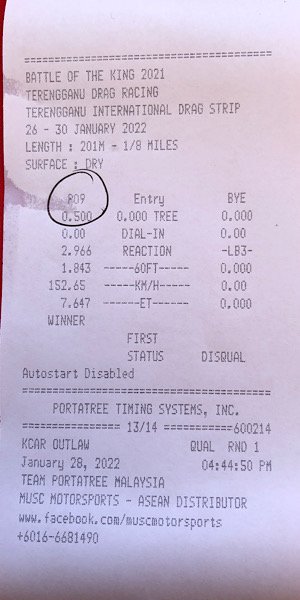 ==================================
BATTLE OF THE KING 2021
TERENGGANU DRAG RACING
TERENGGANU INTERNATIONAL DRAG STRIP
26 - 30 JANUARY 2022
LENGTH : 201M - 1/8 MILES
SURFACE : DRY
RO9 Entry BYE
0.500 0.000 TREE 0.000
0.00 DIAL-IN 0.00
2.966 REACTION -LB3-
1.843 ------60FT------ 0.000
152.65 -----KM/H----- 0.00
7.647 ------ET------ 0.000
WINNER
FIRST
STATUS DISQUAL
Autostart Disabled
==================================
PORTATREE TIMING SYSTEMS, INC.
================ 13/14 ===========600214
KCAR OUTLAW QUAL RND 1
January 28, 2022 04:44:50 PM
TEAM PORTATREE MALAYSIA
MUSC MOTORSPORTS - ASEAN DISTRIBUTOR
www.facebook.com/muscmotorsports
+6016-6681490